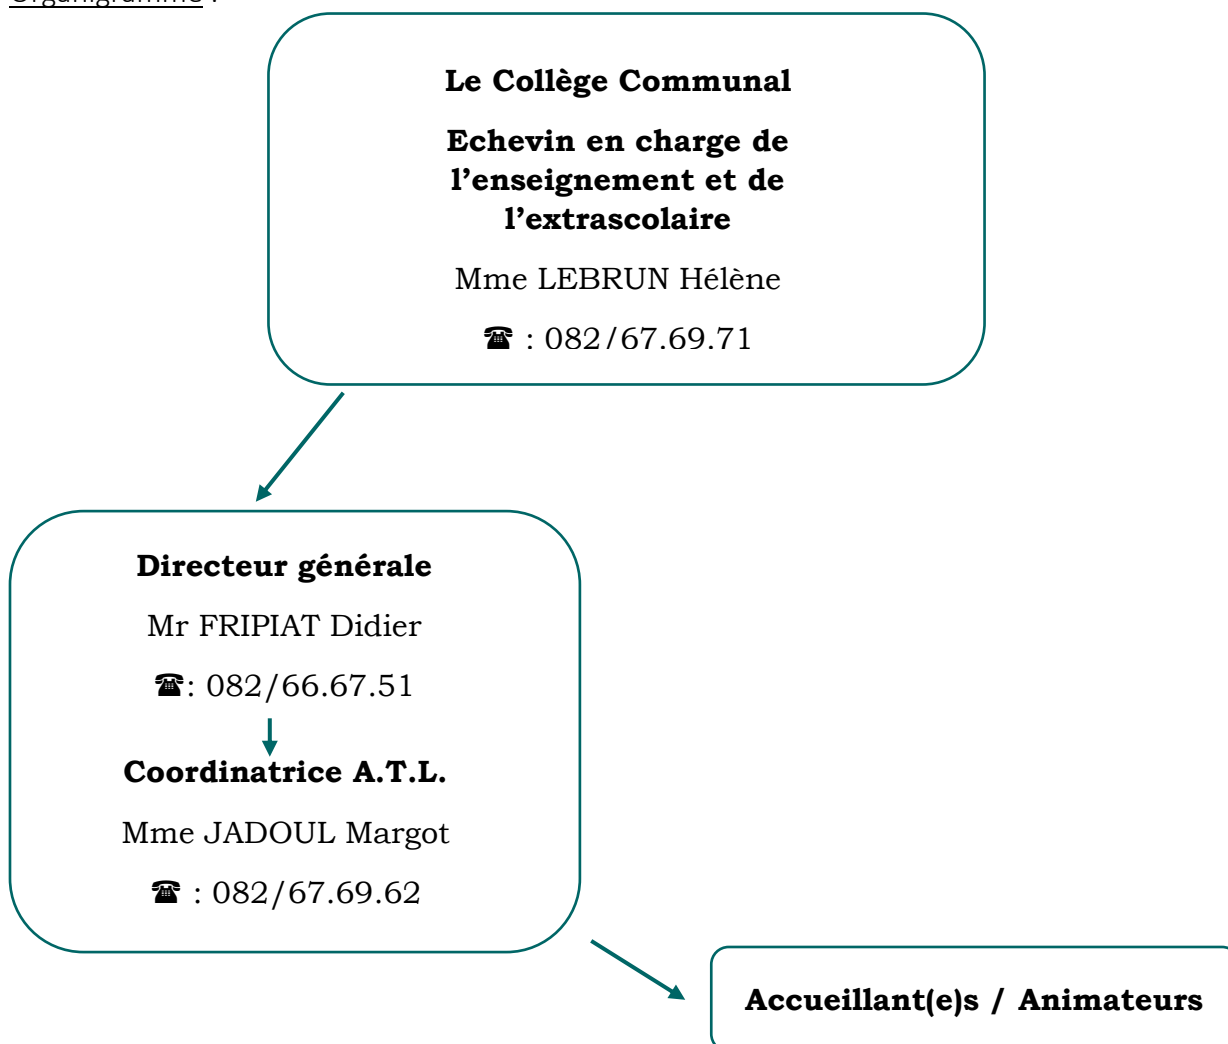 Organigramme :
Le Collège Communal
Echevin en charge de
l’enseignement et de
l’extrascolaire
Mme LEBRUN Hélène
☎ : 082/67.69.71
Directeur générale
Mr FRIPIAT Didier
☎: 082/66.67.51
Coordinatrice A.T.L.
Mme JADOUL Margot
☎ : 082/67.69.62
Accueillant(e)s / Animateurs